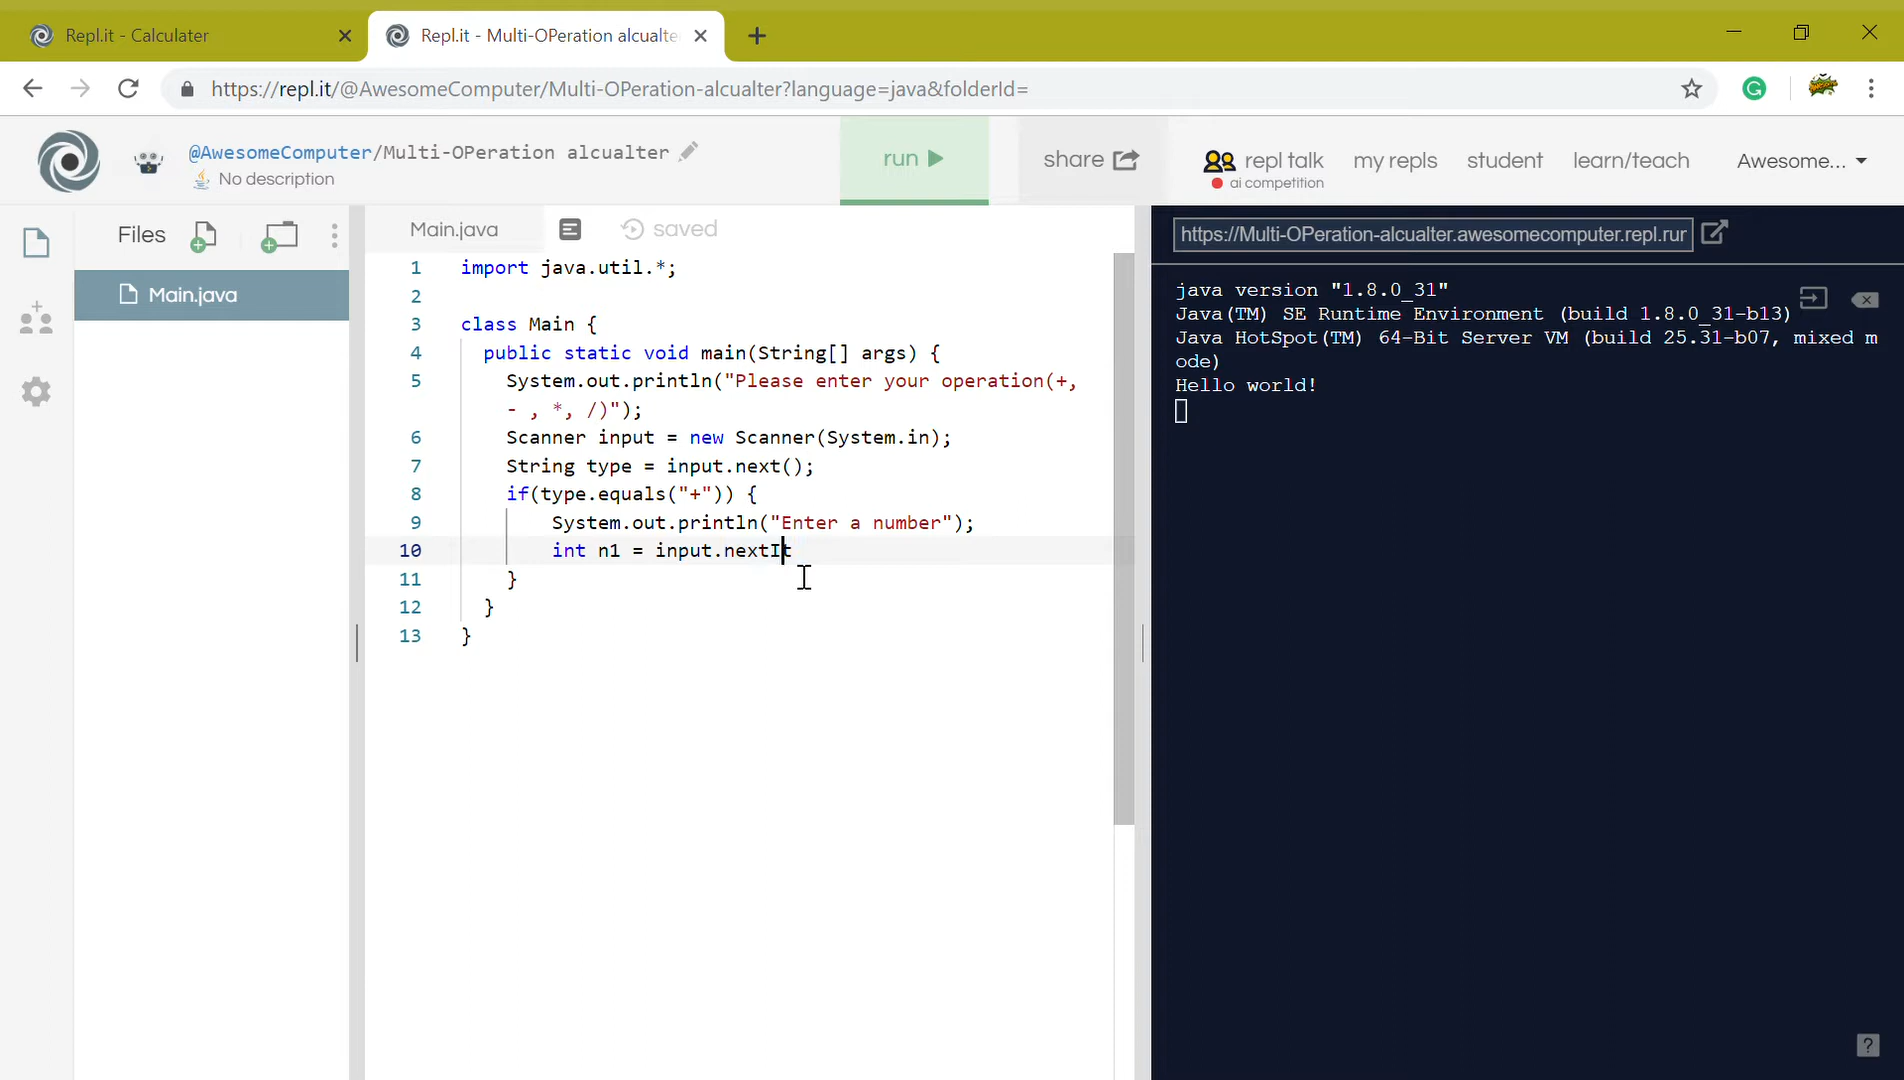 Repl.it - Calculater
Repl.it - Multi-OPeration alcualte
https://repl.it/@AwesomeComputer/Multi-OPeration-alcualter?language=java&folderId=
G
@AwesomeComputer/Multi-OPeration alcualter
No description
run
share
repl talk
ai competition
my repls
student
learn/teach
Awesome...
Files
Main.java
Main.java
saved
1 import java.util.*;
2
3 class Main {
4 public static void main(String[] args) {
5 System.out.println("Please enter your operation(+,
- , *, /)");
6 Scanner input = new Scanner(System.in);
7 String type = input.next();
8 if(type.equals("+")) {
9 System.out.println("Enter a number");
10 int n1 = input.nextIt
11 }
12 }
13 }
https://Multi-OPeration-alcualter.awesomecomputer.repl.rur
java version "1.8.0_31"
Java(TM) SE Runtime Environment (build 1.8.0_31-b13)
Java HotSpot(TM) 64-Bit Server VM (build 25.31-b07, mixed m
ode)
Hello world!
?